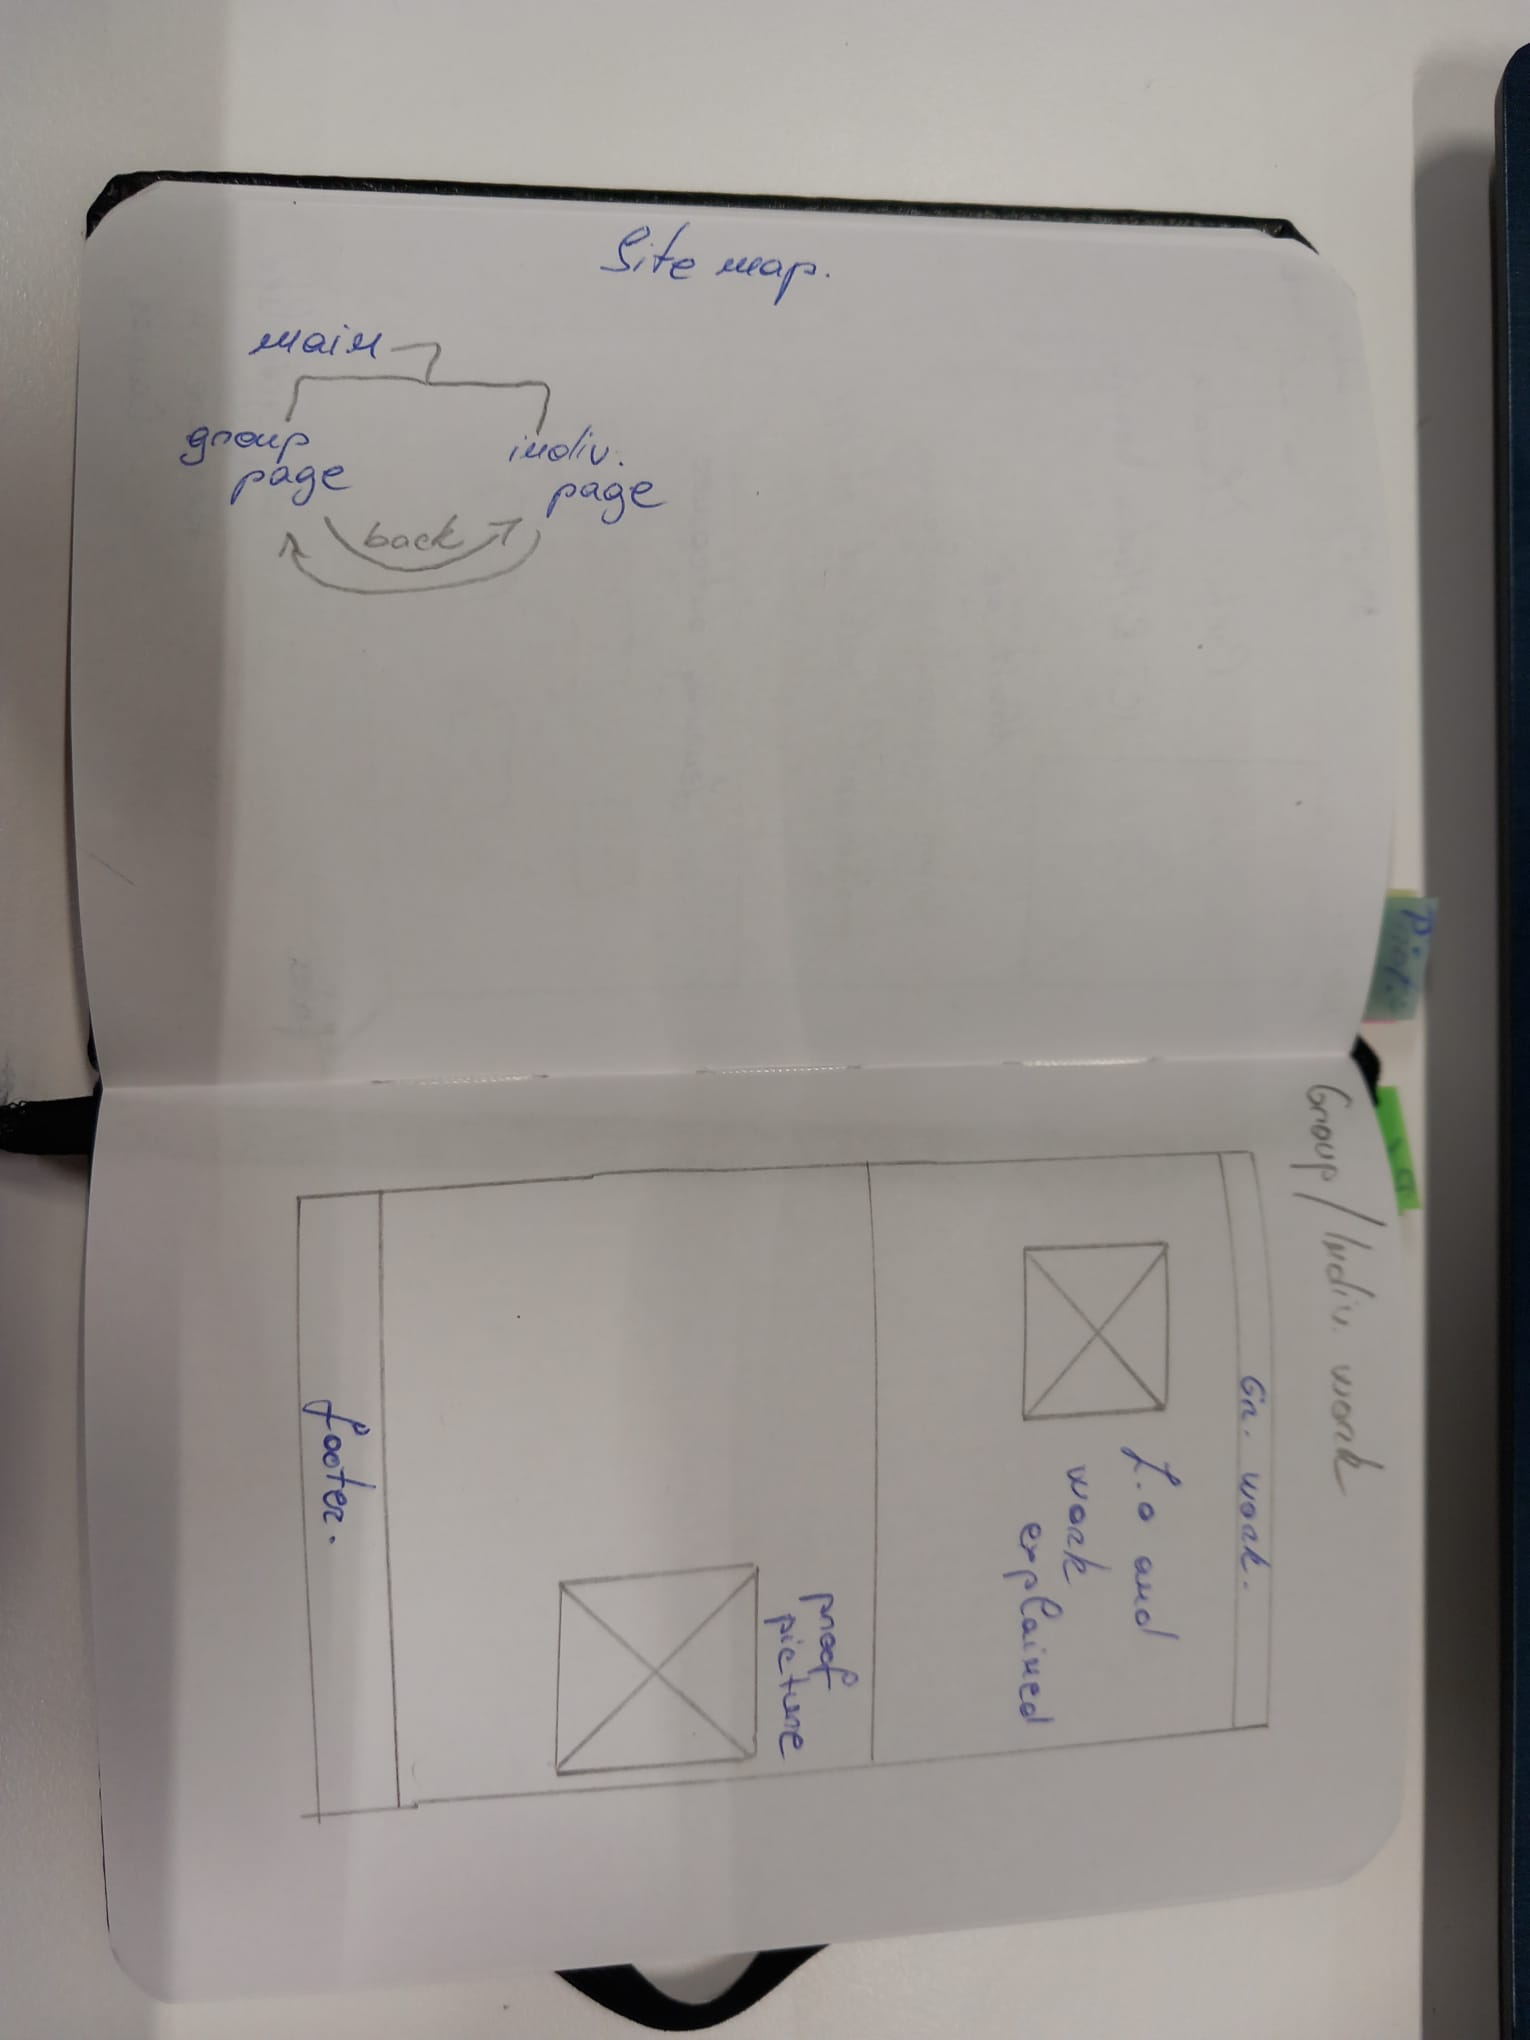 Site map.
main
group
page
indiv.
page
back
Group/Indiv. work
Gr. work.
L.o and
work
explained
proof
picture
footer.